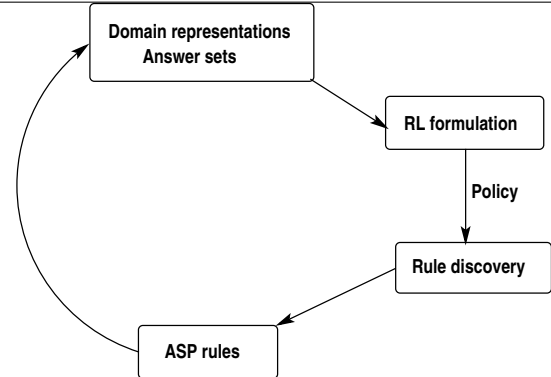 Domain representations
Answer sets
RL formulation
Policy
Rule discovery
ASP rules